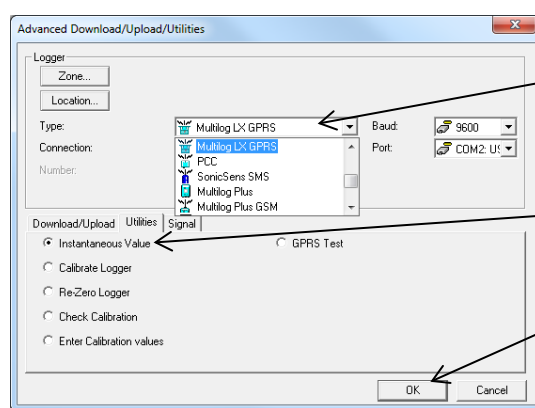 Advanced Download/Upload/Utilities
Logger
Zone...
Location...
Type: Multilog LX GPRS Baud: 9600
Connection: Multilog LX GPRS Port: COM2: US
PCC
Number:
SonicSens SMS
Multilog Plus
Multilog Plus GSM
Download/Upload Utilities Signal
Instantaneous Value GPRS Test
Calibrate Logger
Re-Zero Logger
Check Calibration
Enter Calibration values
OK Cancel